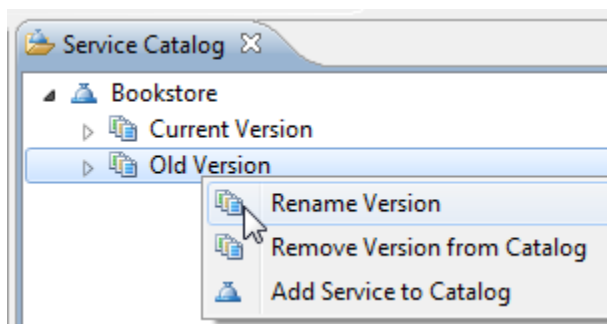 Service Catalog
Bookstore
Current Version
Old Version
Rename Version
Remove Version from Catalog
Add Service to Catalog